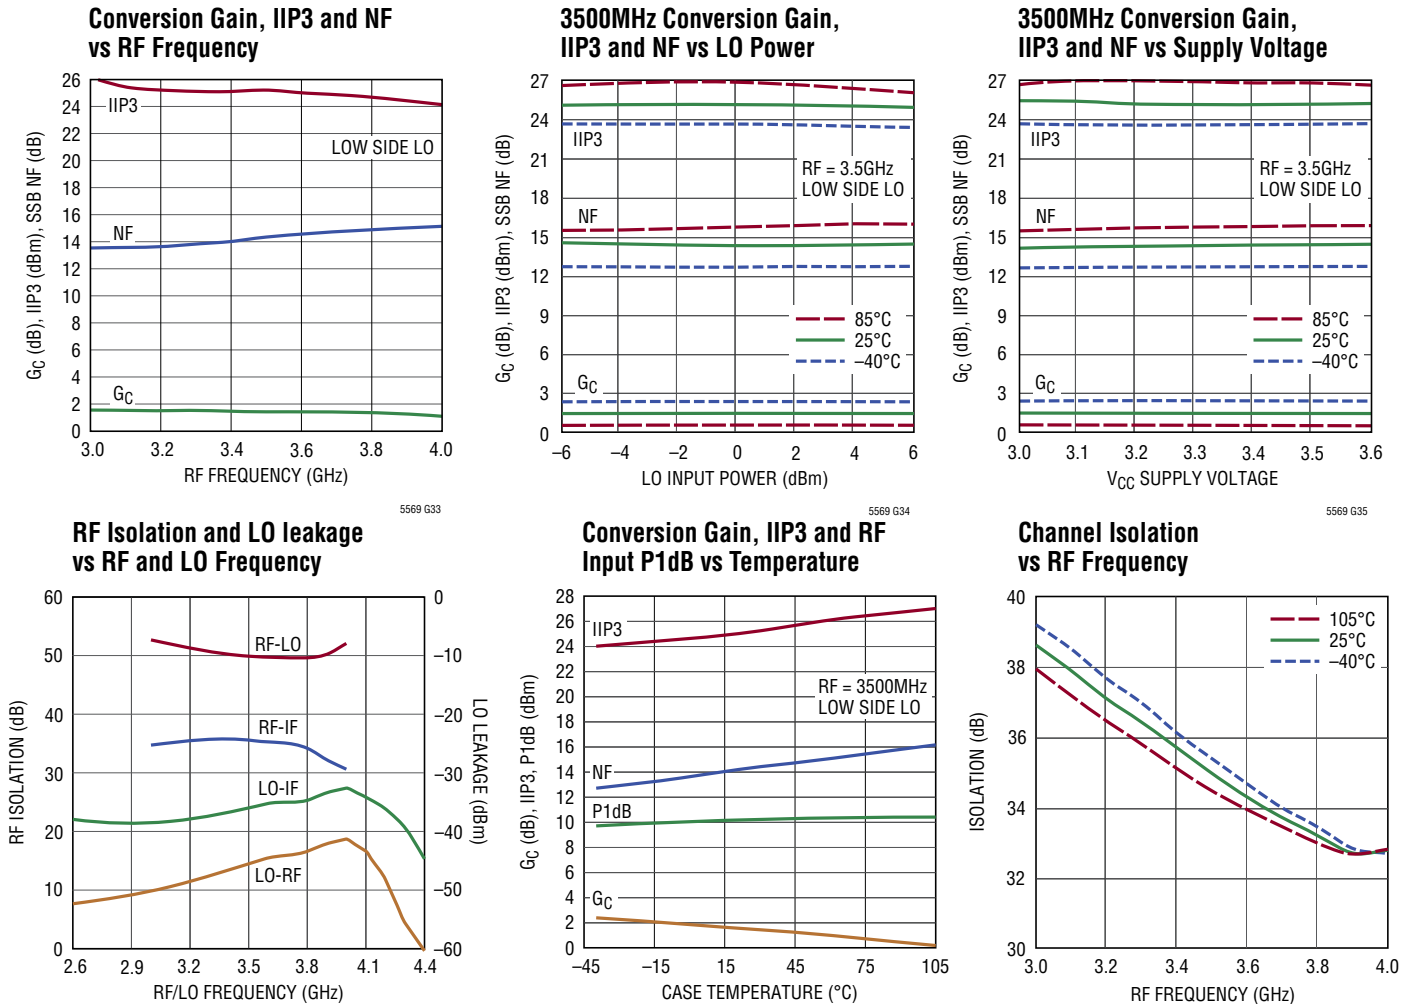 Conversion Gain, IIP3 and NF
vs RF Frequency
26
24
22
20
18
16
14
12
10
8
6
4
2
0
G_C (dB), IIP3 (dBm), SSB NF (dB)
IIP3
LOW SIDE LO
NF
G_C
3.0 3.2 3.4 3.6 3.8 4.0
RF FREQUENCY (GHz)
5569 G33
3500MHz Conversion Gain,
IIP3 and NF vs LO Power
27
24
21
18
15
12
9
6
3
0
G_C (dB), IIP3 (dBm), SSB NF (dB)
IIP3
RF = 3.5GHz
LOW SIDE LO
NF
85°C
25°C
–40°C
G_C
–6 –4 –2 0 2 4 6
LO INPUT POWER (dBm)
5569 G34
3500MHz Conversion Gain,
IIP3 and NF vs Supply Voltage
27
24
21
18
15
12
9
6
3
0
G_C (dB), IIP3 (dBm), SSB NF (dB)
IIP3
RF = 3.5GHz
LOW SIDE LO
NF
85°C
25°C
–40°C
G_C
3.0 3.1 3.2 3.3 3.4 3.5 3.6
V_CC SUPPLY VOLTAGE
5569 G35
RF Isolation and LO leakage
vs RF and LO Frequency
60
50
40
30
20
10
0
RF ISOLATION (dB)
RF-LO
RF-IF
LO-IF
LO-RF
0
–10
–20
–30
–40
–50
–60
LO LEAKAGE (dBm)
2.6 2.9 3.2 3.5 3.8 4.1 4.4
RF/LO FREQUENCY (GHz)
Conversion Gain, IIP3 and RF
Input P1dB vs Temperature
28
26
24
22
20
18
16
14
12
10
8
6
4
2
0
G_C (dB), IIP3, P1dB (dBm)
IIP3
RF = 3500MHz
LOW SIDE LO
NF
P1dB
G_C
–45 –15 15 45 75 105
CASE TEMPERATURE (°C)
Channel Isolation
vs RF Frequency
40
38
36
34
32
30
ISOLATION (dB)
105°C
25°C
–40°C
3.0 3.2 3.4 3.6 3.8 4.0
RF FREQUENCY (GHz)